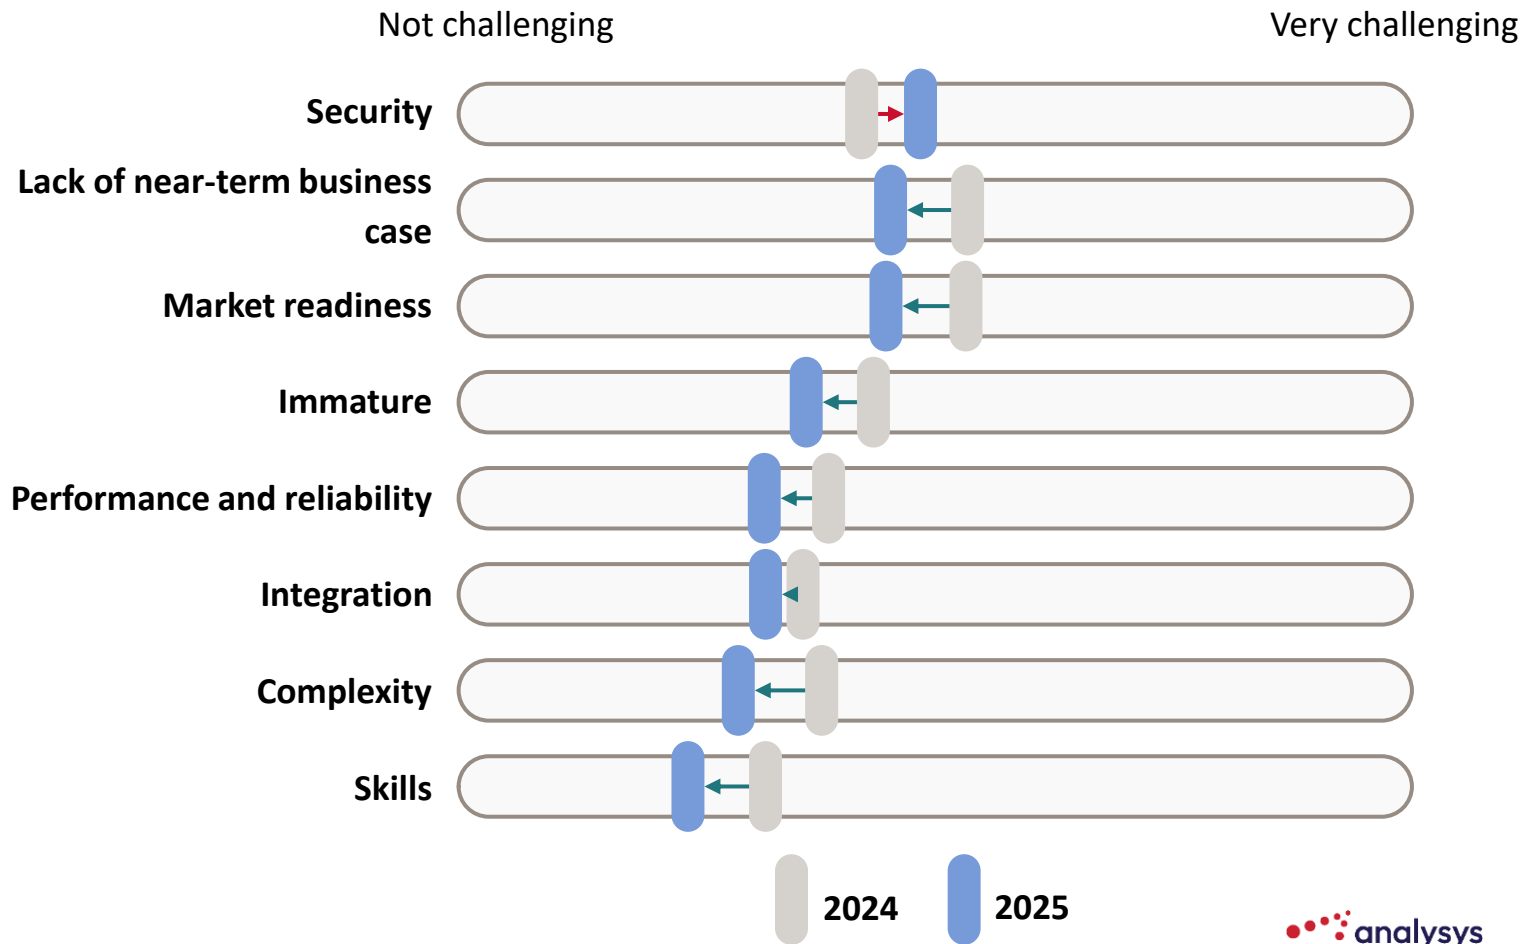 Not challenging
Very challenging
Security
Lack of near-term business
case
Market readiness
Immature
Performance and reliability
Integration
Complexity
Skills
2024
2025
analysys